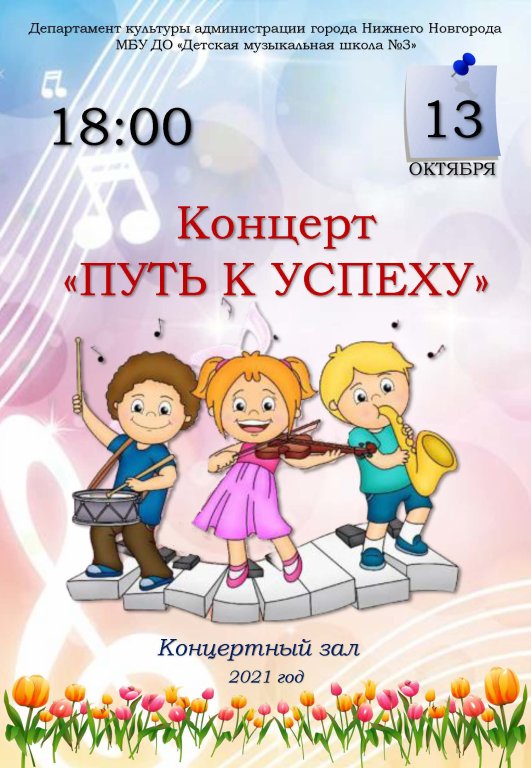 Департамент культуры администрации города Нижнего Новгорода
МБУ ДО «Детская музыкальная школа №3»
18:00
13
ОКТЯБРЯ
Концерт
«ПУТЬ К УСПЕХУ»
Концертный зал
2021 год